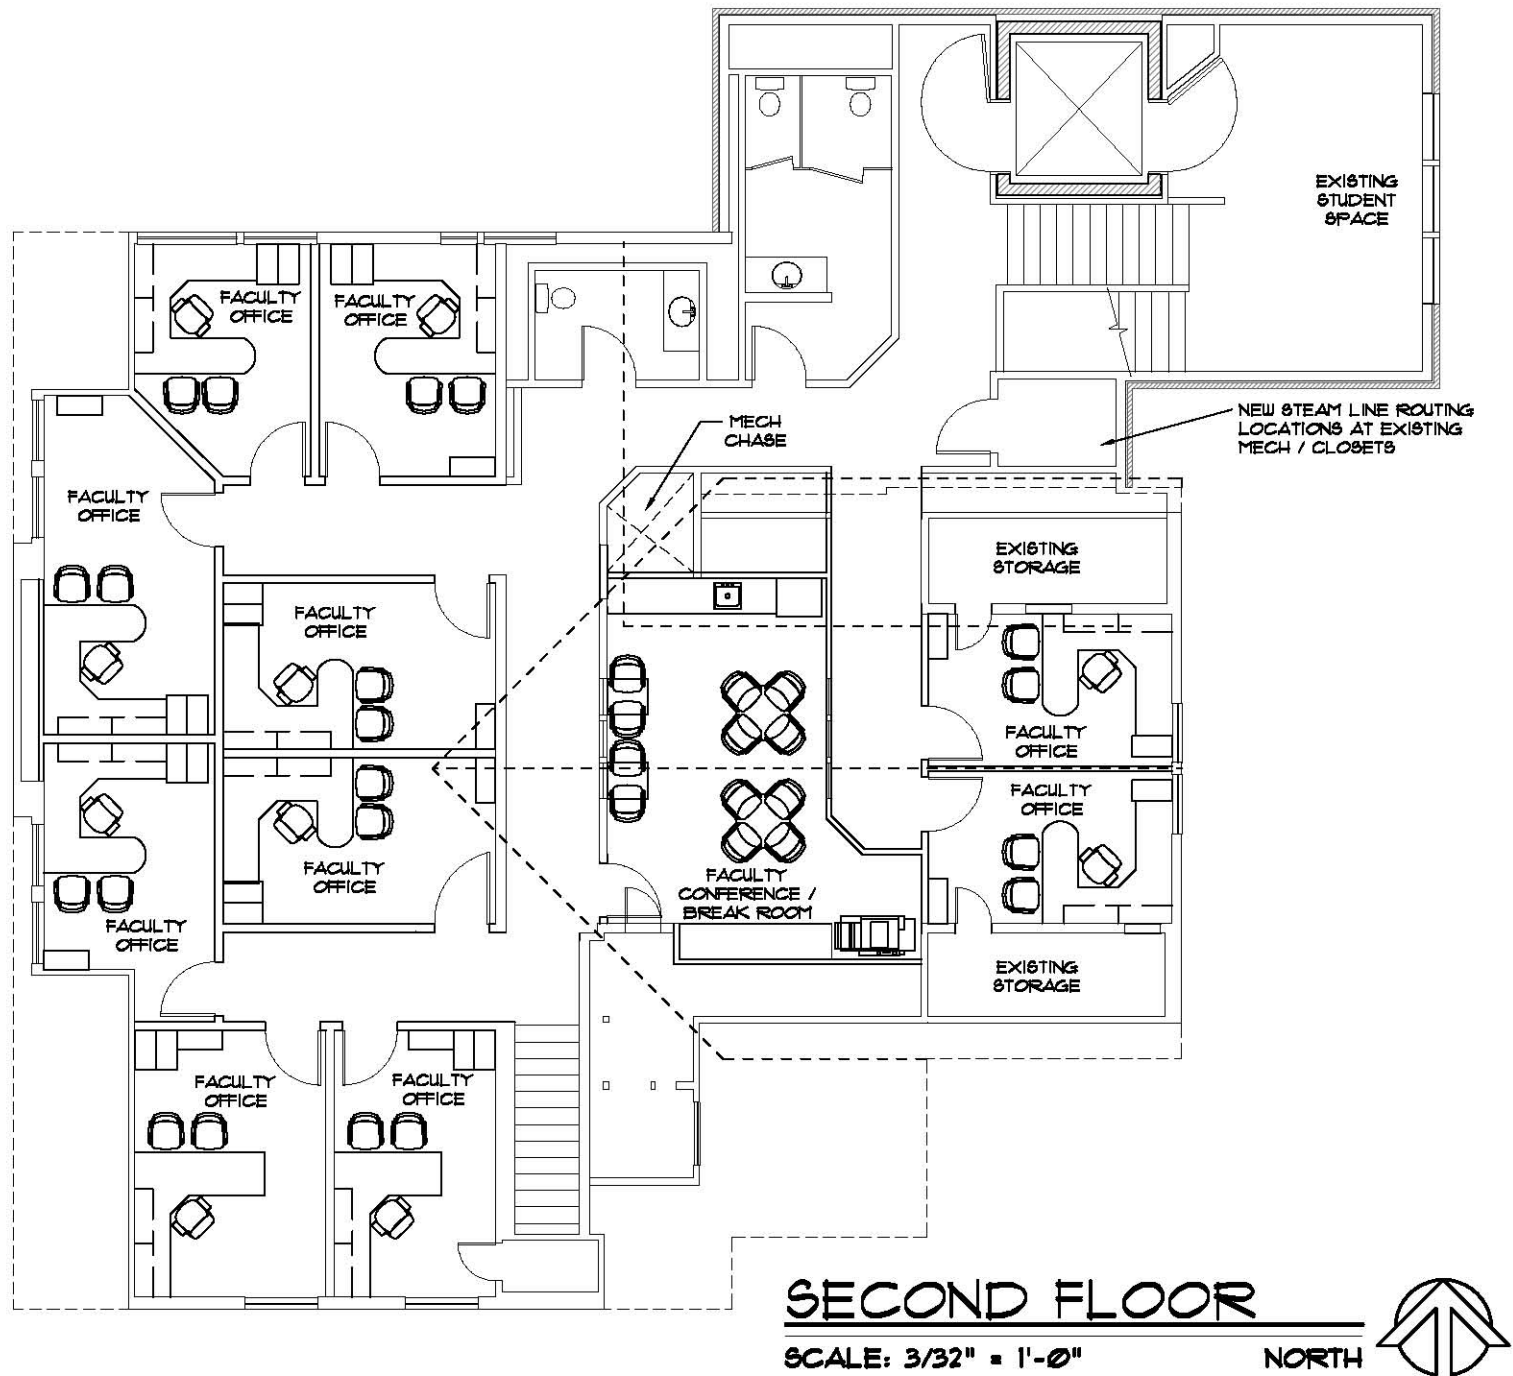 EXISTING
STUDENT
SPACE
FACULTY
OFFICE
FACULTY
OFFICE
MECH
CHASE
NEW STEAM LINE ROUTING
LOCATIONS AT EXISTING
MECH / CLOSETS
FACULTY
OFFICE
EXISTING
STORAGE
FACULTY
OFFICE
FACULTY
OFFICE
FACULTY
OFFICE
FACULTY
OFFICE
FACULTY
CONFERENCE /
BREAK ROOM
FACULTY
OFFICE
EXISTING
STORAGE
FACULTY
OFFICE
FACULTY
OFFICE
SECOND FLOOR
SCALE: 3/32" = 1'-0"
NORTH